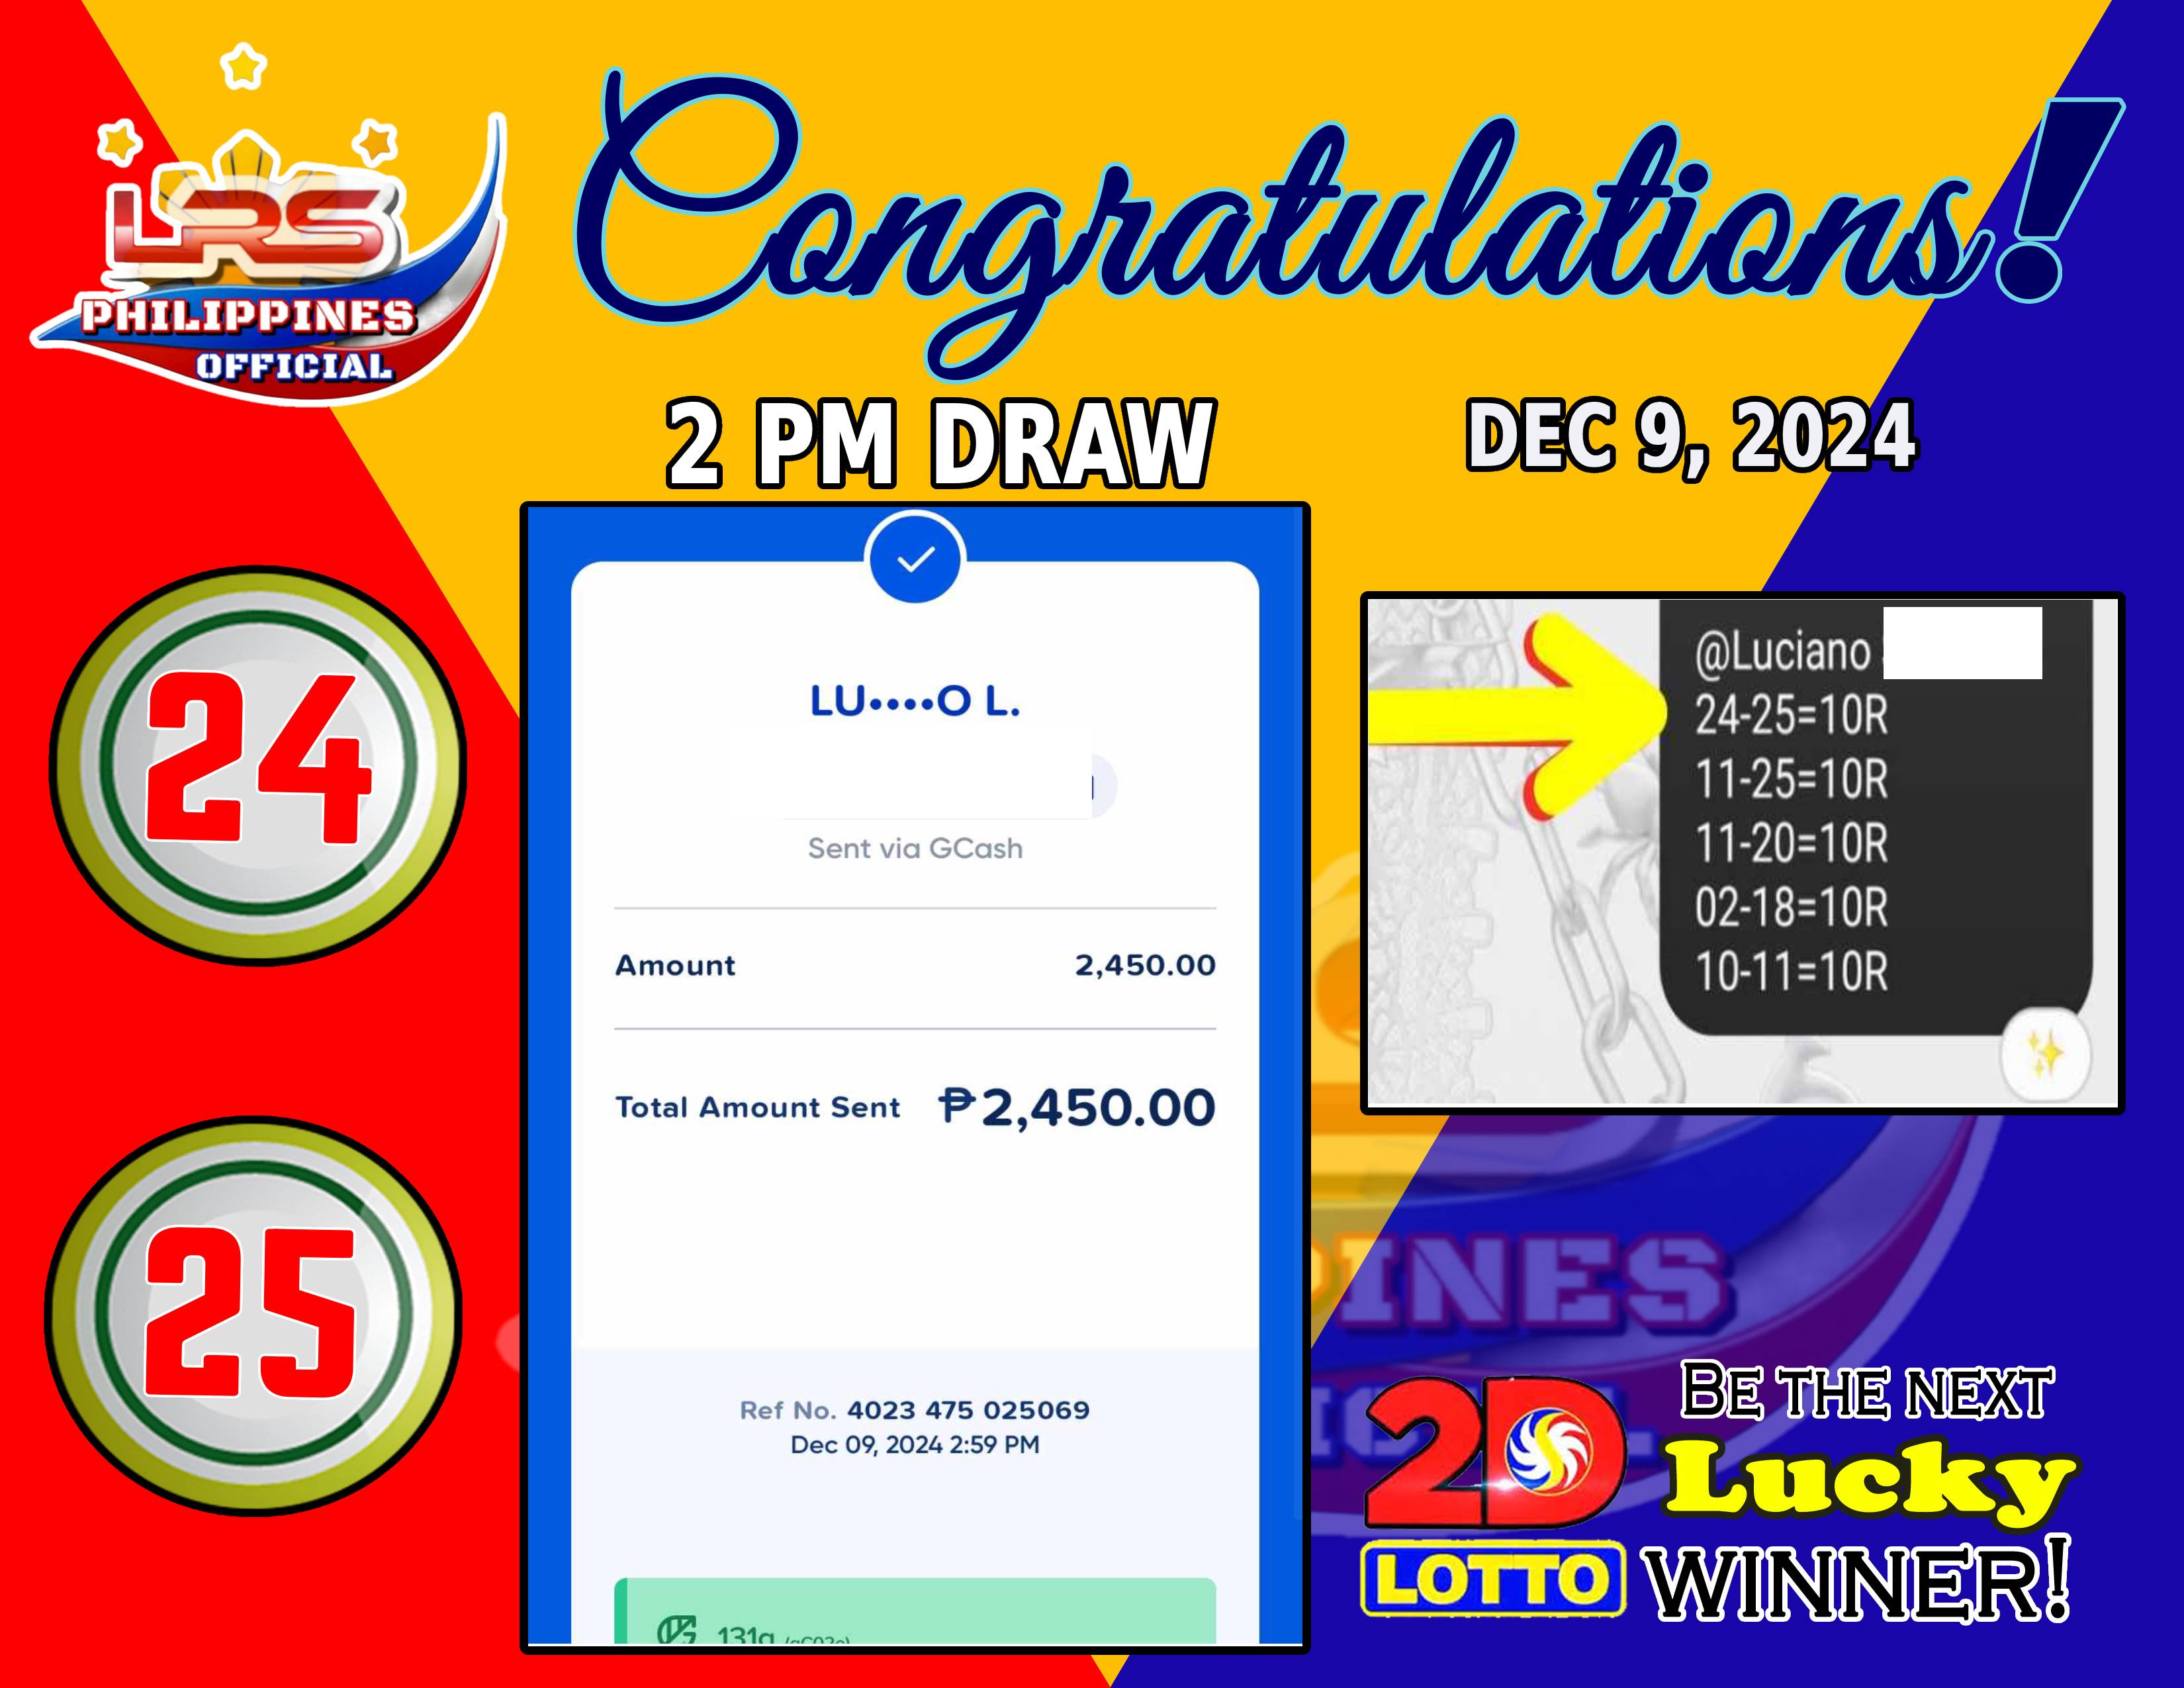 LRS
PHILIPPINES
OFFICIAL
Congratulations!
2 PM DRAW
DEC 9, 2024
24
25
LU••••O L.
Sent via GCash
Amount 2,450.00
Total Amount Sent ₱2,450.00
Ref No. 4023 475 025069
Dec 09, 2024 2:59 PM
131g
@Luciano
24-25=10R
11-25=10R
11-20=10R
02-18=10R
10-11=10R
PINES
2D
LOTTO
BE THE NEXT
Lucky
WINNER!